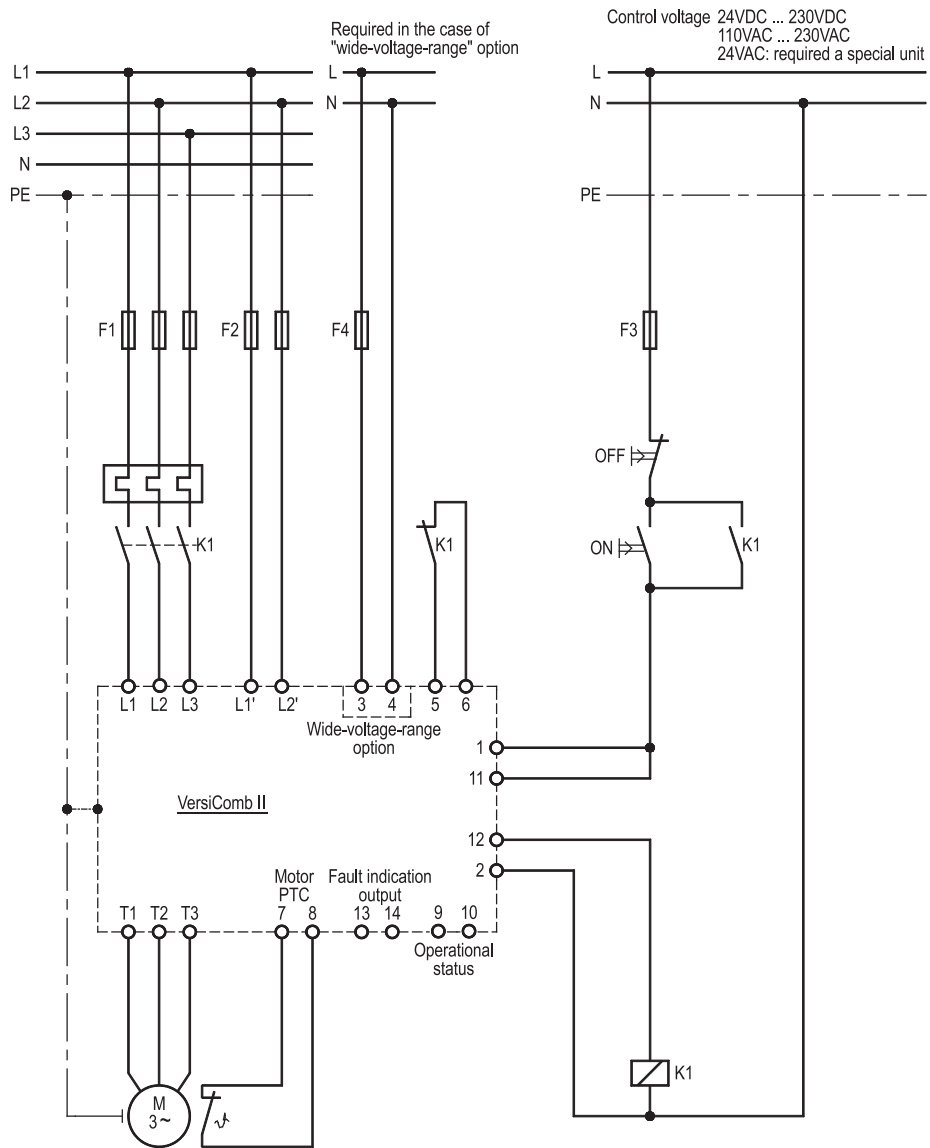 Required in the case of
"wide-voltage-range" option
Control voltage 24VDC ... 230VDC
110VAC ... 230VAC
24VAC: required a special unit
L1
L
L
L2
N
N
L3
N
PE
PE
F1
F2
F4
F3
OFF
K1
K1
ON
K1
L1
L2
L3
L1'
L2'
3
4
5
6
Wide-voltage-range
option
1
11
VersiComb II
12
2
Motor
PTC
Fault indication
output
T1
T2
T3
7
8
13
14
9
10
Operational
status
K1
M
3~
ϑ